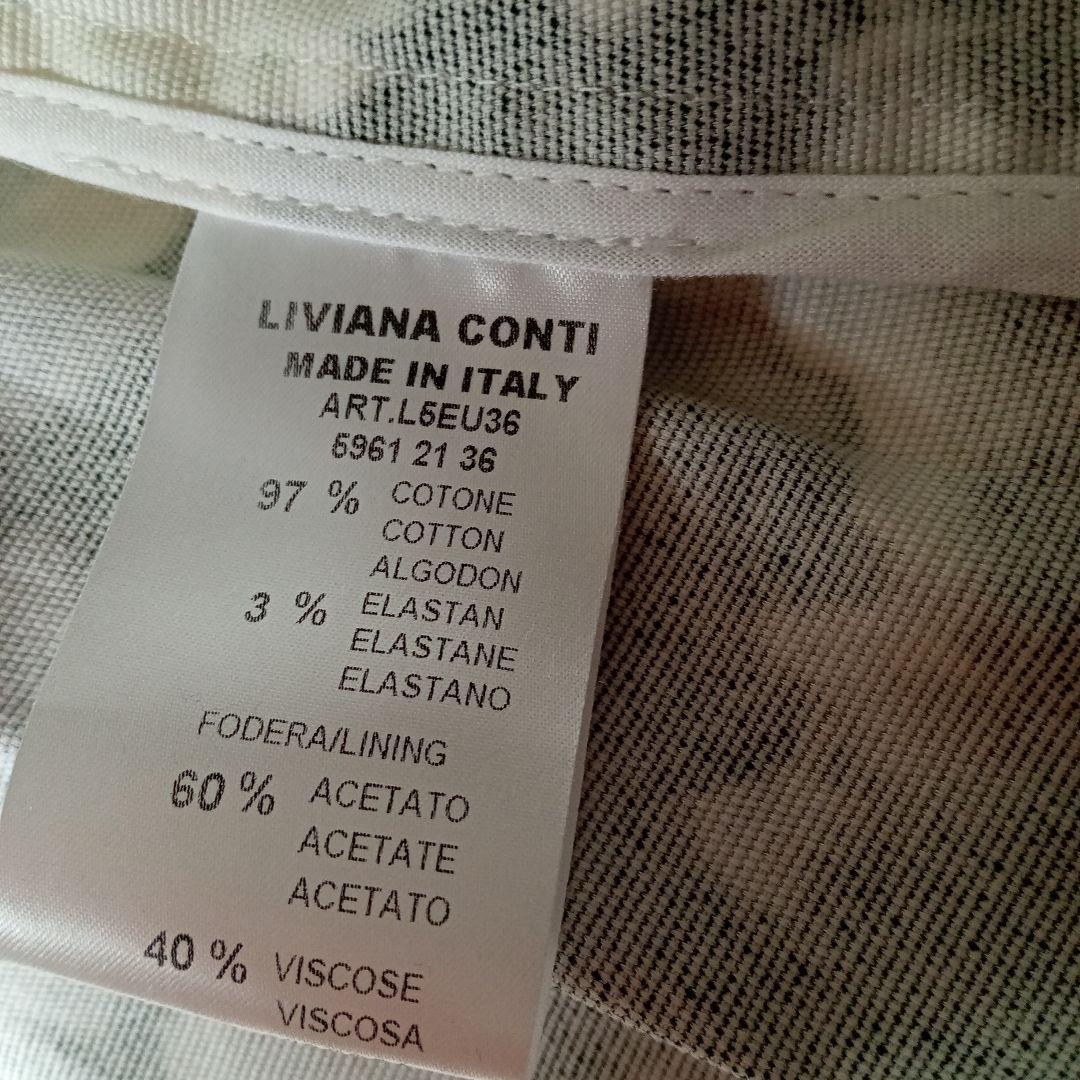 LIVIANA CONTI
MADE IN ITALY
ART.L5EU36
5961 21 36
97 % COTONE
COTTON
ALGODON
3 % ELASTAN
ELASTANE
ELASTANO
FODERA/LINING
60 % ACETATO
ACETATE
ACETATO
40 % VISCOSE
VISCOSA